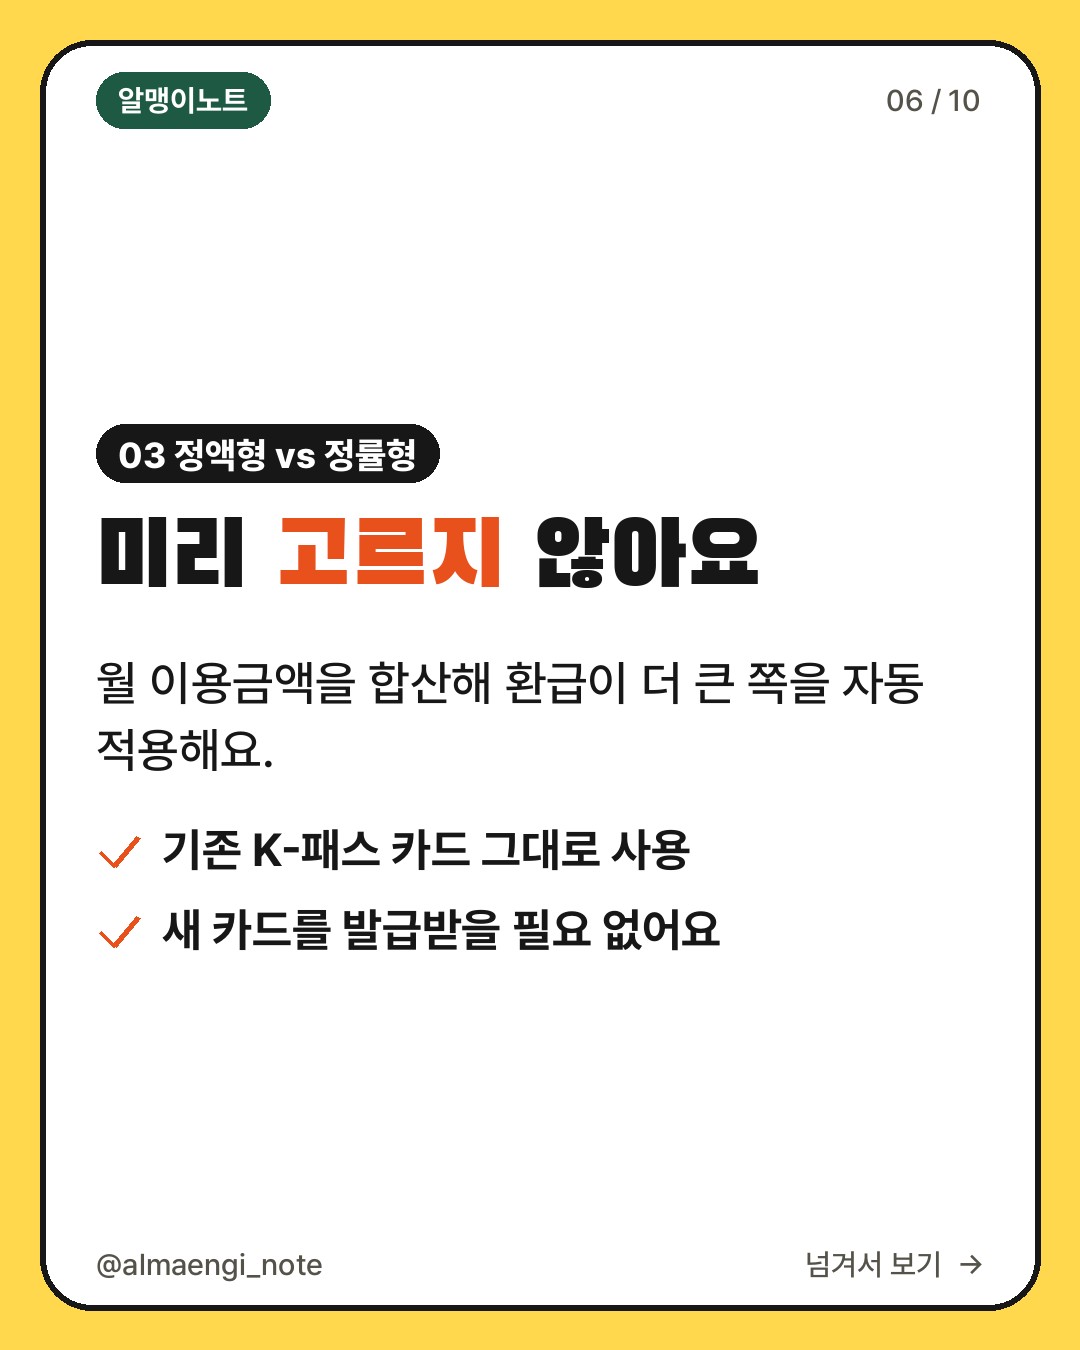 알맹이노트
06 / 10
03 정액형 vs 정률형
미리 고르지 않아요
월 이용금액을 합산해 환급이 더 큰 쪽을 자동
적용해요.
기존 K-패스 카드 그대로 사용
새 카드를 발급받을 필요 없어요
@almaengi_note
넘겨서 보기 →